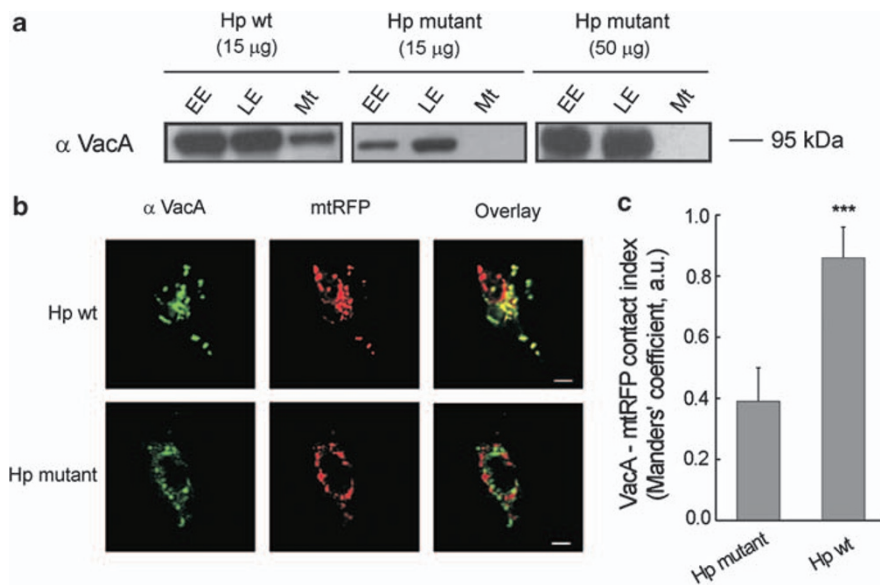 a
Hp wt Hp mutant Hp mutant
(15 µg) (15 µg) (50 µg)
EE LE Mt EE LE Mt EE LE Mt
α VacA
95 kDa
b
α VacA mtRFP Overlay
Hp wt
Hp mutant
c
VacA - mtRFP contact index
(Manders' coefficient, a.u.)
1.0
0.8
0.6
0.4
0.2
0.0
***
Hp mutant
Hp wt